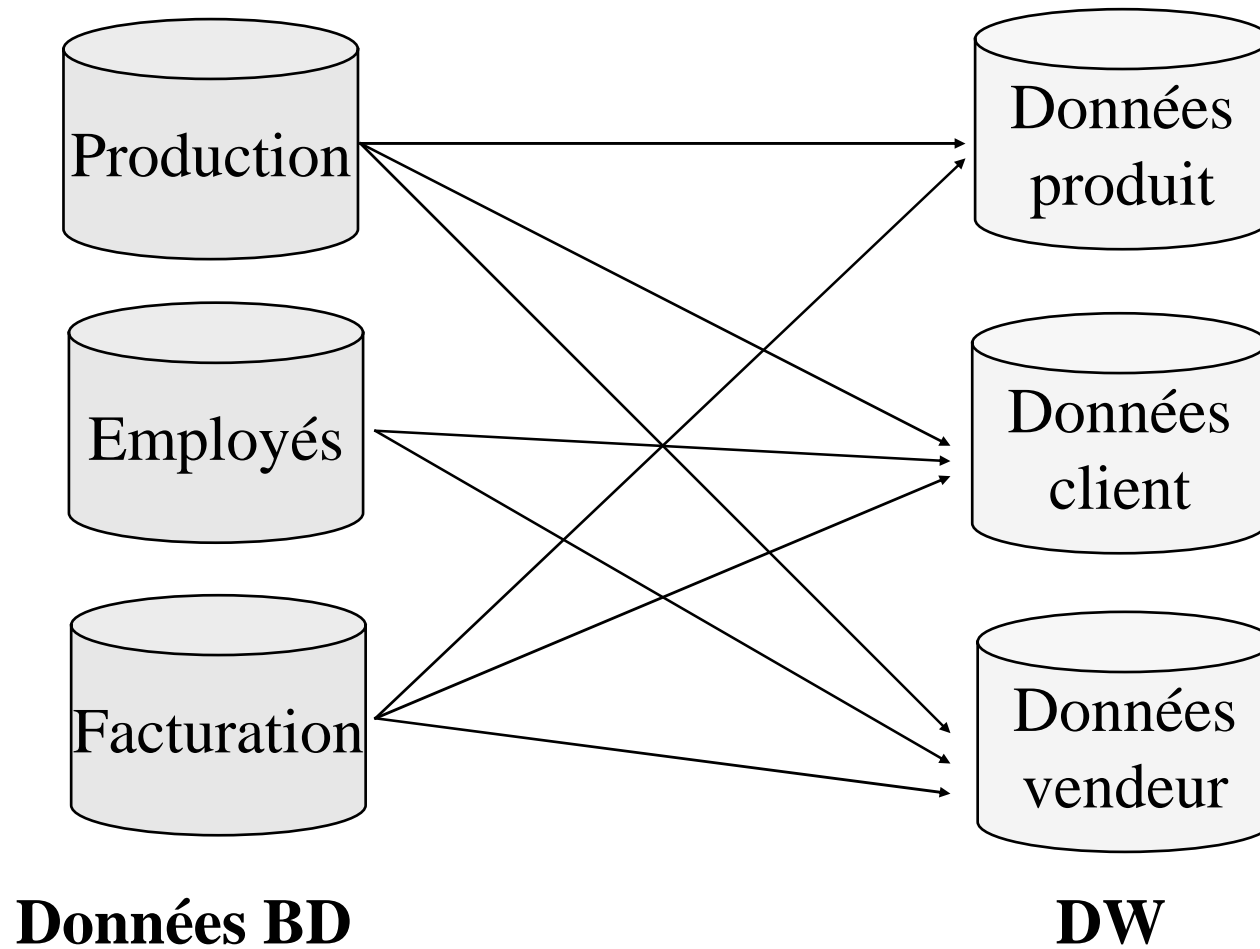 Production
Employés
Facturation
Données BD
Données
produit
Données
client
Données
vendeur
DW